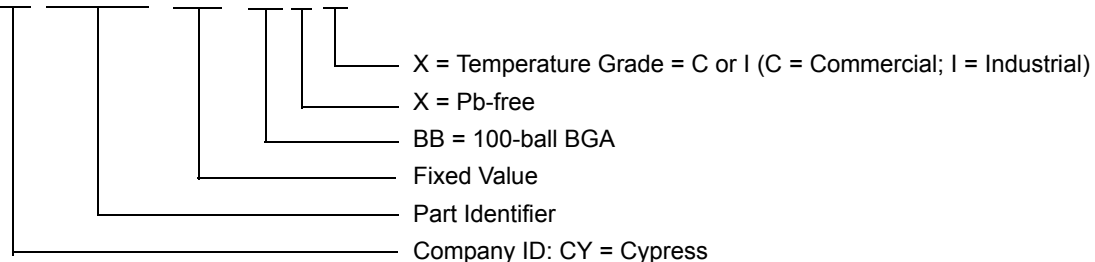 X = Temperature Grade = C or I (C = Commercial; I = Industrial)
X = Pb-free
BB = 100-ball BGA
Fixed Value
Part Identifier
Company ID: CY = Cypress